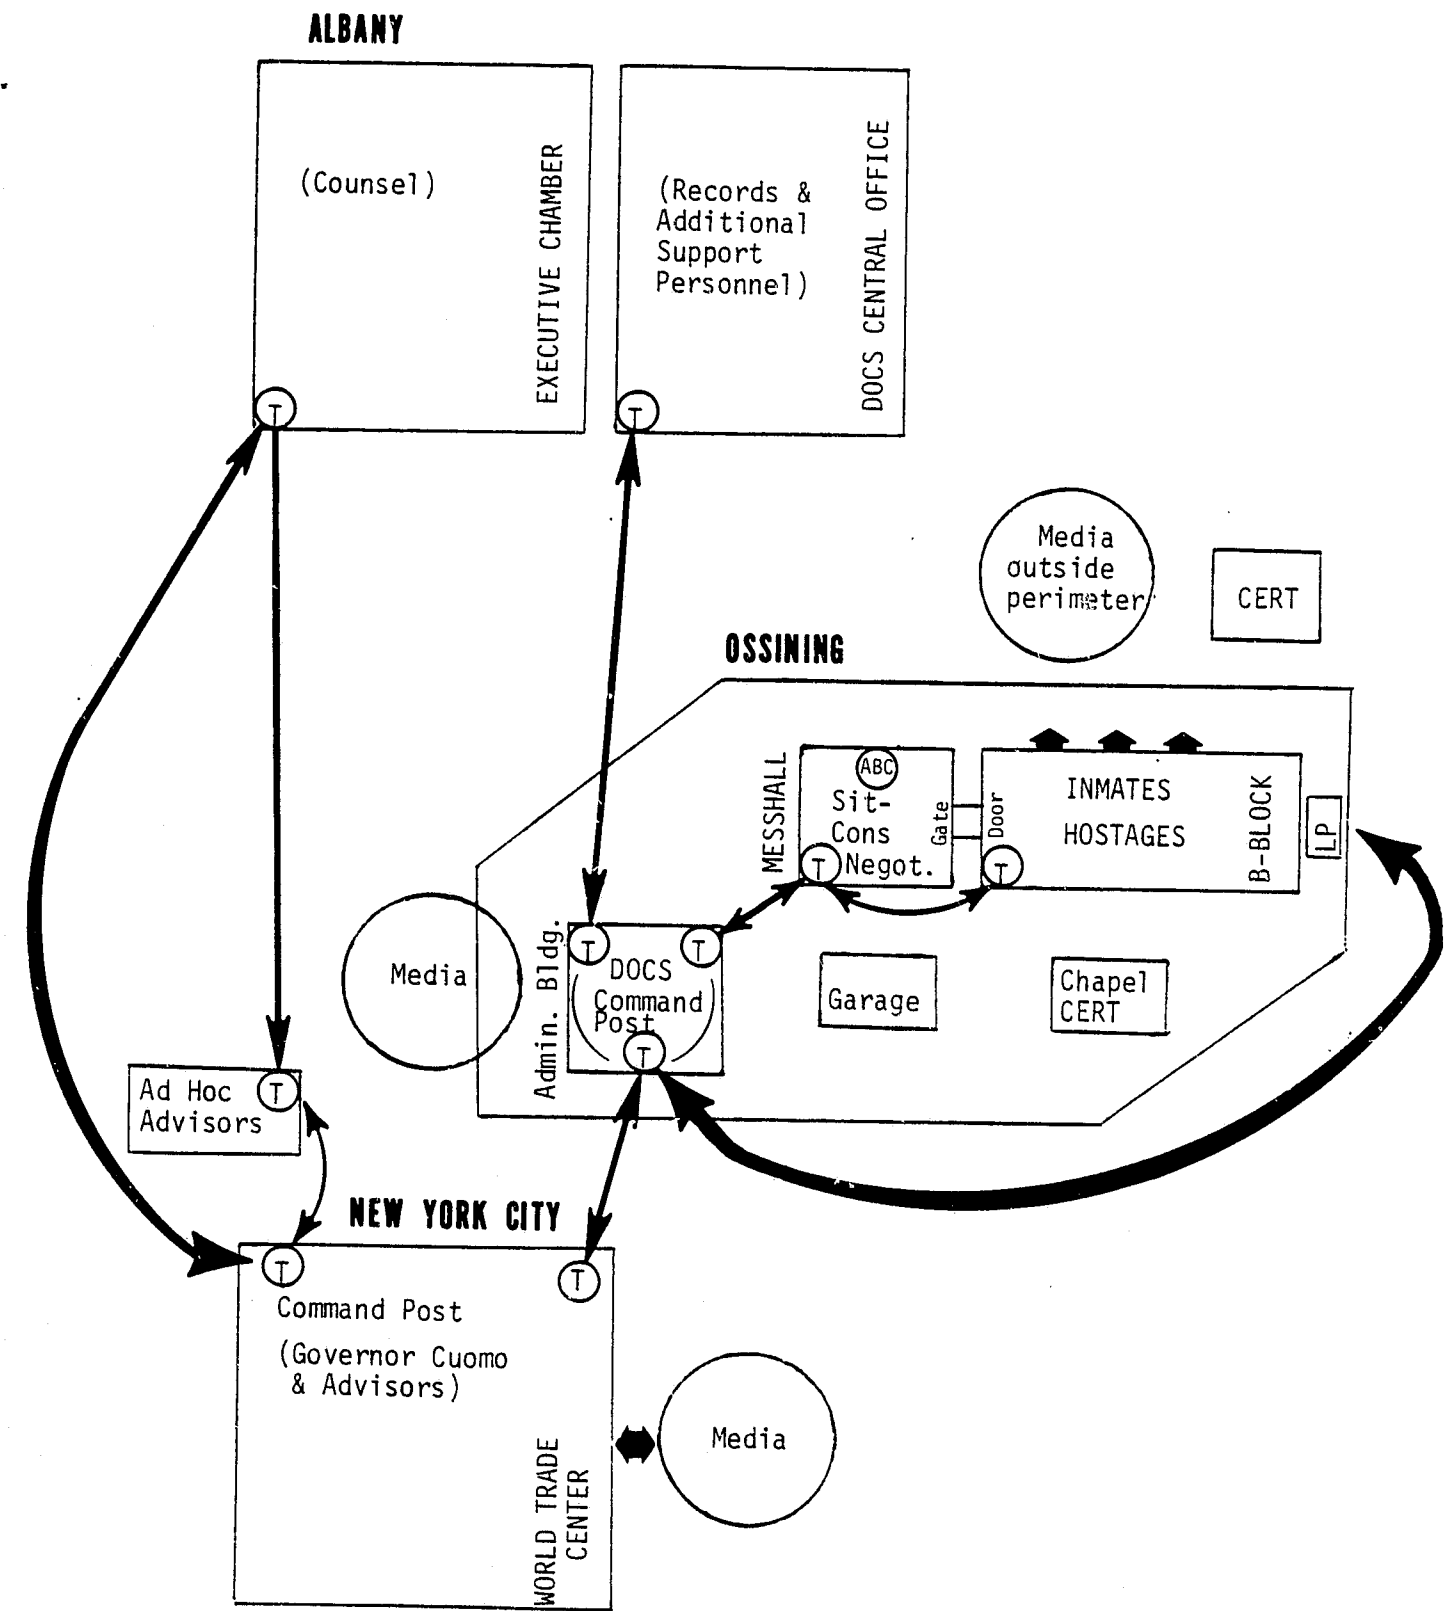 ALBANY
(Counsel)
EXECUTIVE CHAMBER
T
(Records &
Additional
Support
Personnel)
DOCS CENTRAL OFFICE
T
Media
outside
perimeter
CERT
OSSINING
MESSHALL
ABC
Sit-
Cons
Negot.
T
Gate
Door
INMATES
HOSTAGES
B-BLOCK
T
LP
Media
Admin. Bldg.
T
T
DOCS
Command
Post
T
Garage
Chapel
CERT
Ad Hoc
Advisors
T
NEW YORK CITY
T
T
Command Post
(Governor Cuomo
& Advisors)
WORLD TRADE
CENTER
Media